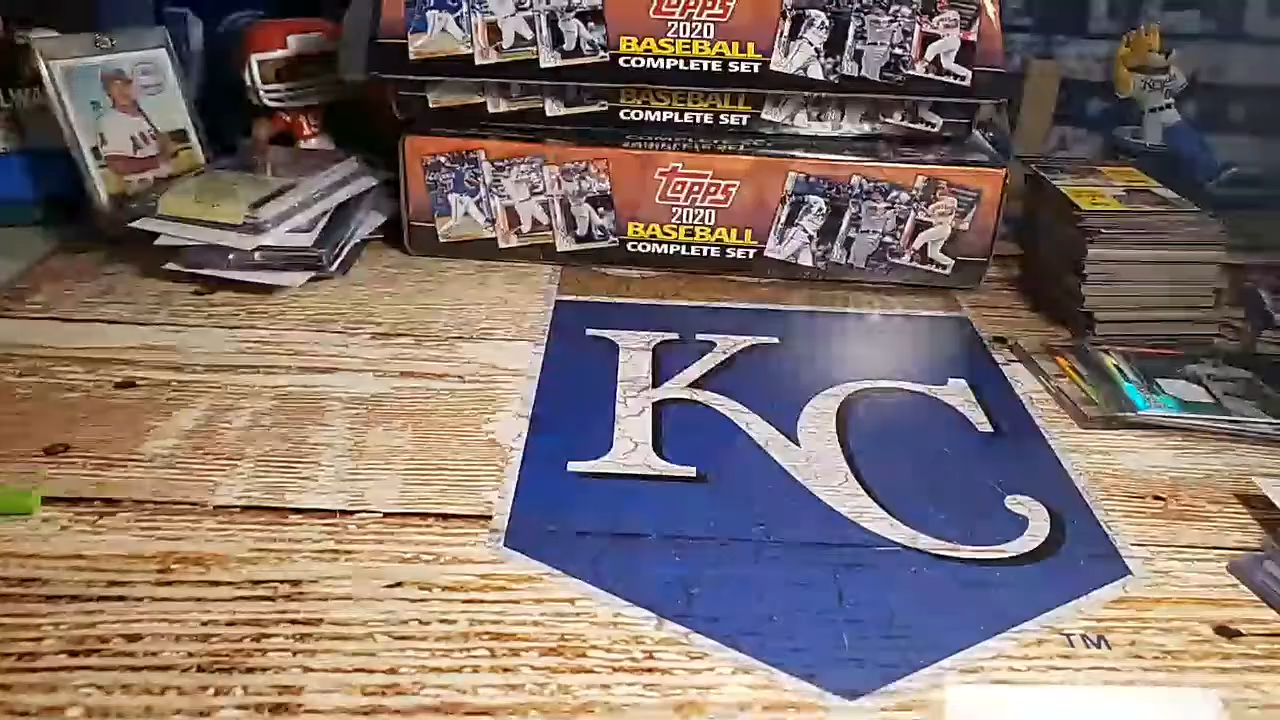 Topps
2020
BASEBALL
COMPLETE SET
BASEBALL
COMPLETE SET
Topps
2020
BASEBALL
COMPLETE SET
KC
TM